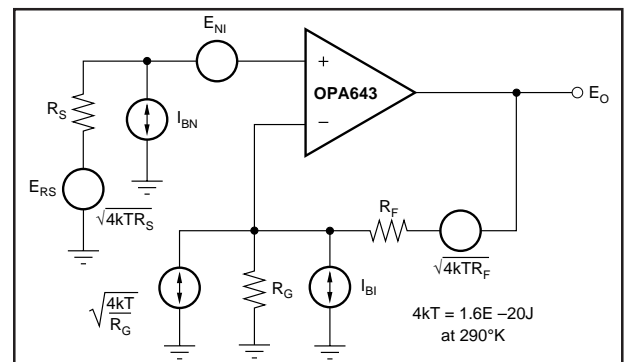 E_NI
+
OPA643
−
E_O
R_S
I_BN
E_RS
√4kTR_S
R_F
√4kTR_F
√4kT/R_G
R_G
I_BI
4kT = 1.6E –20J
at 290°K